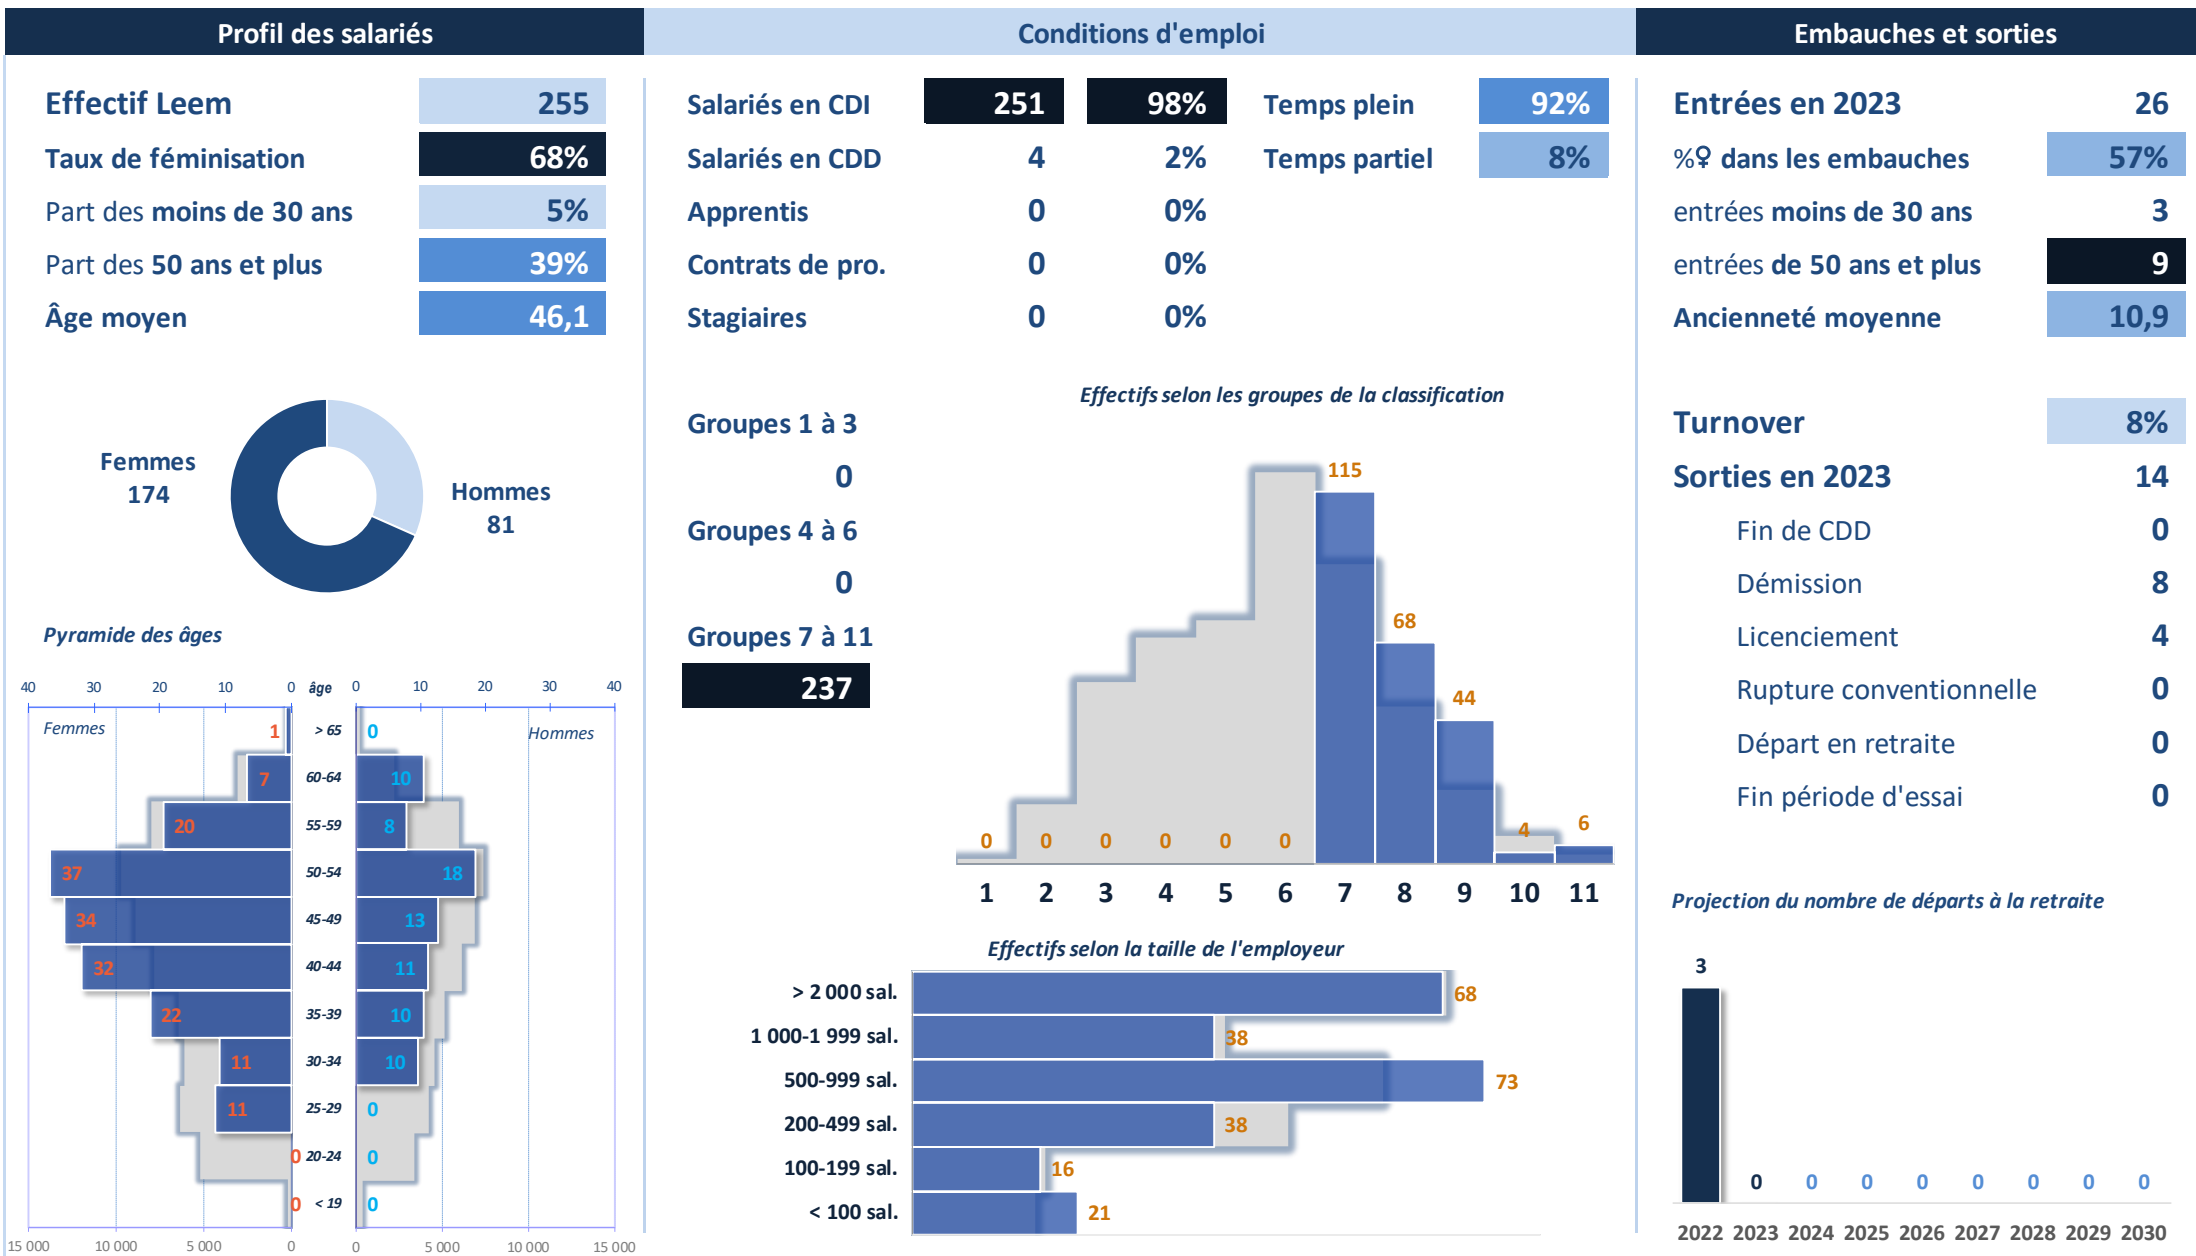 Profil des salariés
Effectif Leem 255
Taux de féminisation 68%
Part des moins de 30 ans 5%
Part des 50 ans et plus 39%
Âge moyen 46,1
Femmes
174
Hommes
81
Pyramide des âges
40 30 20 10 0 âge 0 10 20 30 40
Femmes Hommes
1 > 65 0
7 60-64 10
20 55-59 8
37 50-54 18
34 45-49 13
32 40-44 11
22 35-39 10
11 30-34 10
11 25-29 0
0 20-24 0
0 < 19 0
15 000 10 000 5 000 0 0 5 000 10 000 15 000
Conditions d'emploi
Salariés en CDI 251 98% Temps plein 92%
Salariés en CDD 4 2% Temps partiel 8%
Apprentis 0 0%
Contrats de pro. 0 0%
Stagiaires 0 0%
Groupes 1 à 3
0
Groupes 4 à 6
0
Groupes 7 à 11
237
Effectifs selon les groupes de la classification
0 0 0 0 0 0 115 68 44 4 6
1 2 3 4 5 6 7 8 9 10 11
Effectifs selon la taille de l'employeur
> 2 000 sal. 68
1 000-1 999 sal. 38
500-999 sal. 73
200-499 sal. 38
100-199 sal. 16
< 100 sal. 21
Embauches et sorties
Entrées en 2023 26
%♀ dans les embauches 57%
entrées moins de 30 ans 3
entrées de 50 ans et plus 9
Ancienneté moyenne 10,9
Turnover 8%
Sorties en 2023 14
Fin de CDD 0
Démission 8
Licenciement 4
Rupture conventionnelle 0
Départ en retraite 0
Fin période d'essai 0
Projection du nombre de départs à la retraite
3 0 0 0 0 0 0 0 0
2022 2023 2024 2025 2026 2027 2028 2029 2030